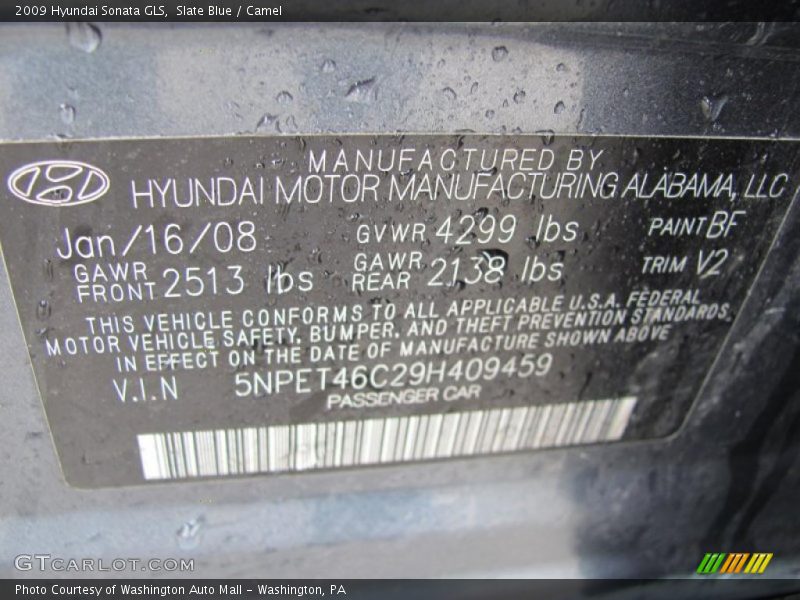 2009 Hyundai Sonata GLS, Slate Blue / Camel
MANUFACTURED BY
HYUNDAI MOTOR MANUFACTURING ALABAMA, LLC
Jan/16/08 GVWR 4299 lbs PAINT BF
GAWR FRONT 2513 lbs GAWR REAR 2138 lbs TRIM V2
THIS VEHICLE CONFORMS TO ALL APPLICABLE U.S.A. FEDERAL
MOTOR VEHICLE SAFETY, BUMPER, AND THEFT PREVENTION STANDARDS
IN EFFECT ON THE DATE OF MANUFACTURE SHOWN ABOVE
V.I.N 5NPET46C29H409459
PASSENGER CAR
GTCARLOT.COM
Photo Courtesy of Washington Auto Mall - Washington, PA